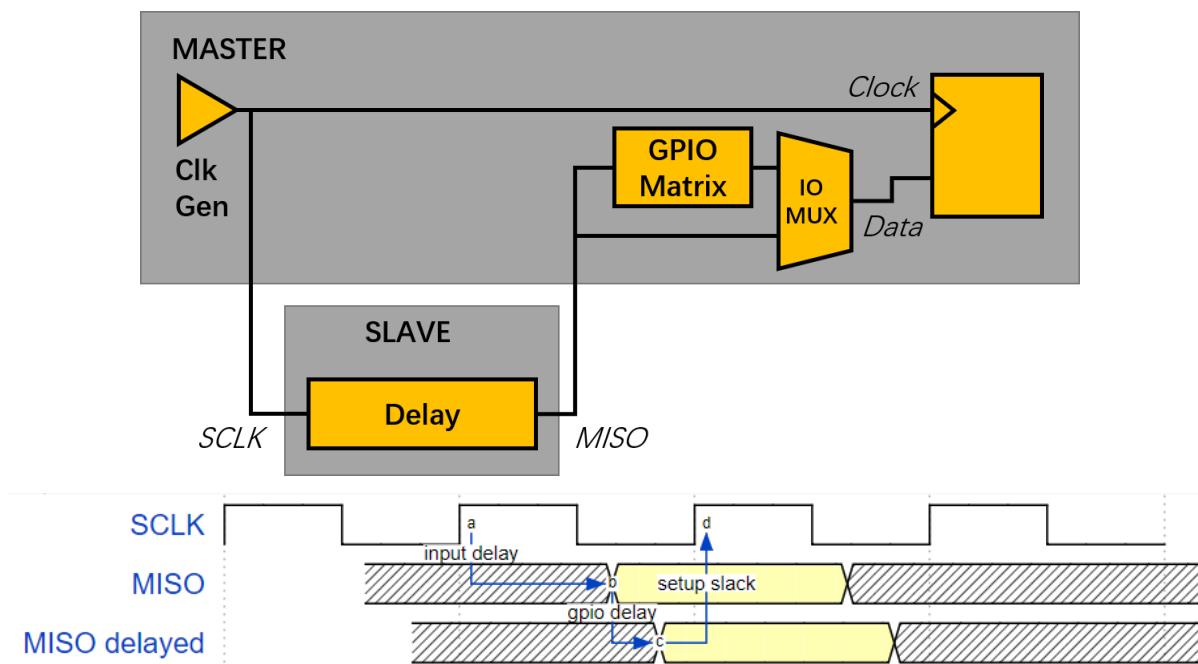 MASTER
Clk
Gen
Clock
GPIO
Matrix
IO
MUX
Data
SLAVE
Delay
SCLK
MISO
SCLK
a
d
input delay
MISO
b
setup slack
gpio delay
MISO delayed
c